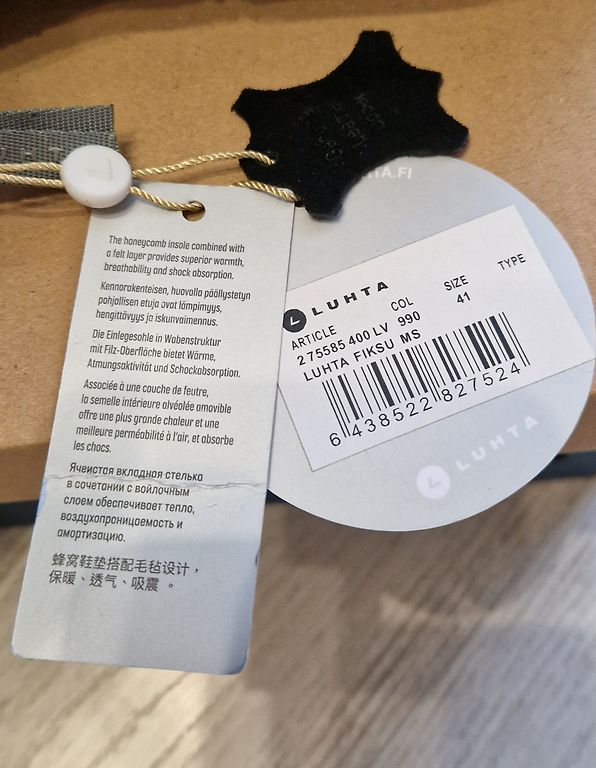 The honeycomb insole combined with
a felt layer provides superior warmth,
breathability and shock absorption.
Kennorakenteisen, huovalla päällystetyn
pohjallisen etuja ovat lämpimyys,
hengittävyys ja iskunvaimennus.
Die Einlegesohle in Wabenstruktur
mit Filz-Oberfläche bietet Wärme,
Atmungsaktivität und Schockabsorption.
Associée à une couche de feutre,
la semelle intérieure alvéolée amovible
offre une plus grande chaleur et une
meilleure perméabilité à l'air, et absorbe
les chocs.
Ячеистая вкладная стелька
в сочетании с войлочным
слоем обеспечивает тепло,
воздухопроницаемость и
амортизацию.
蜂窝鞋垫搭配毛毡设计，
保暖、透气、吸震 。
HTA.FI
LUHTA
ARTICLE COL SIZE TYPE
275585400LV 990 41
LUHTA FIKSU MS
6 438522 827524
LUHTA